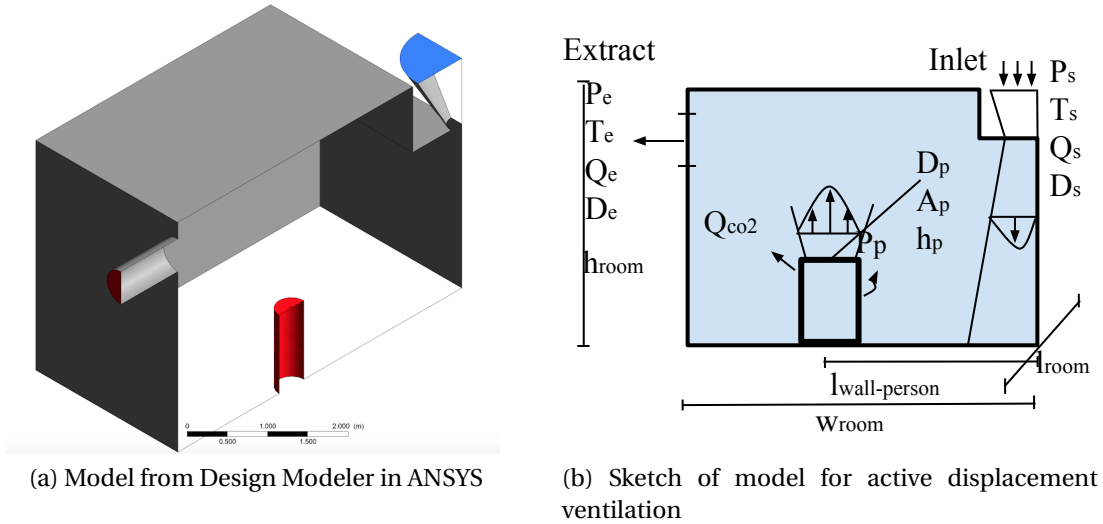 0
1.000
2.000 (m)
0.500
1.500
(a) Model from Design Modeler in ANSYS
Extract
Pe
Te
Qe
De
hroom
Inlet
Ps
Ts
Qs
Ds
Dp
Ap
hp
Qco2
Pp
lroom
lwall-person
wroom
(b) Sketch of model for active displacement
ventilation